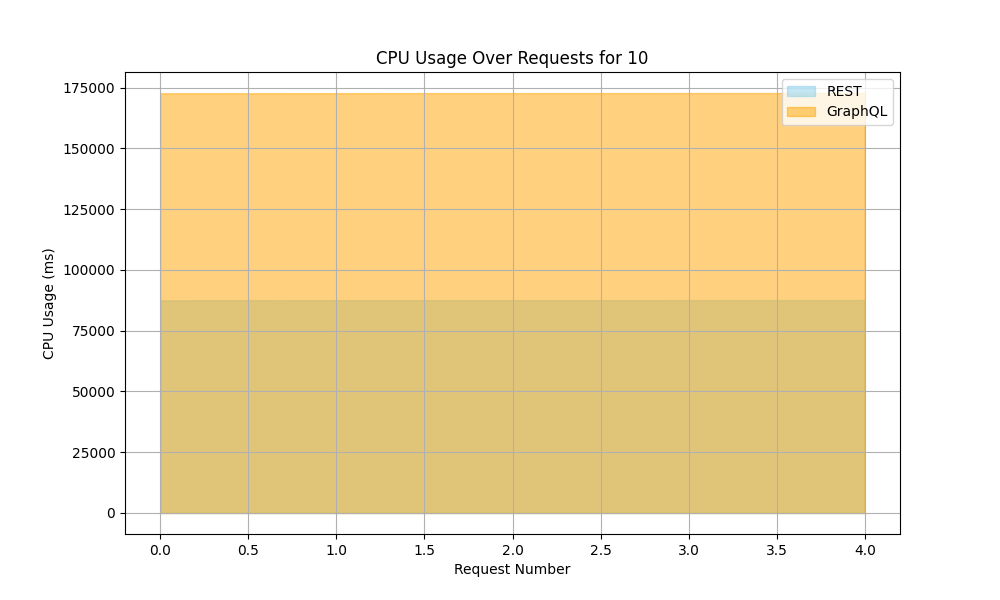 CPU Usage Over Requests for 10
REST
GraphQL
175000
150000
125000
100000
75000
50000
25000
0
CPU Usage (ms)
0.0 0.5 1.0 1.5 2.0 2.5 3.0 3.5 4.0
Request Number